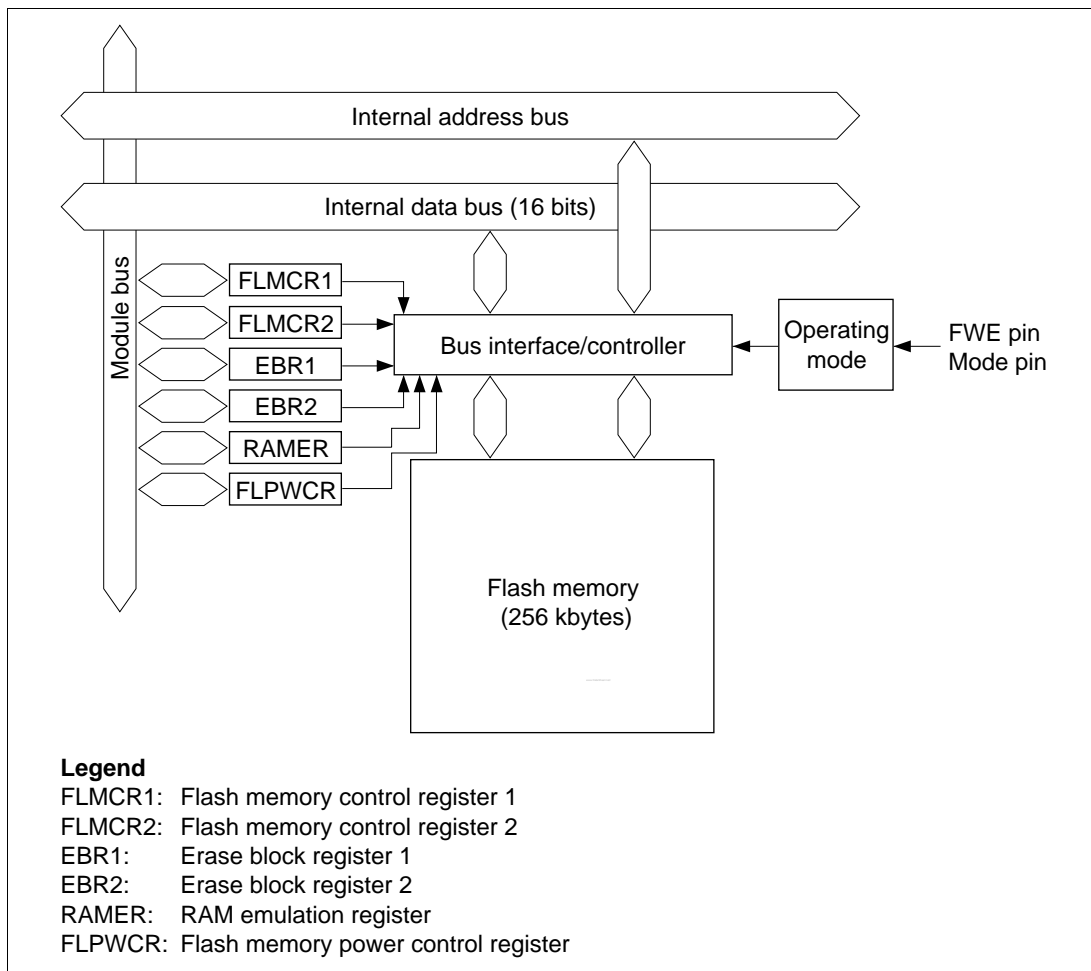 Internal address bus
Internal data bus (16 bits)
Module bus
FLMCR1
FLMCR2
EBR1
EBR2
RAMER
FLPWCR
Bus interface/controller
Operating
mode
FWE pin
Mode pin
Flash memory
(256 kbytes)
Legend
FLMCR1: Flash memory control register 1
FLMCR2: Flash memory control register 2
EBR1: Erase block register 1
EBR2: Erase block register 2
RAMER: RAM emulation register
FLPWCR: Flash memory power control register